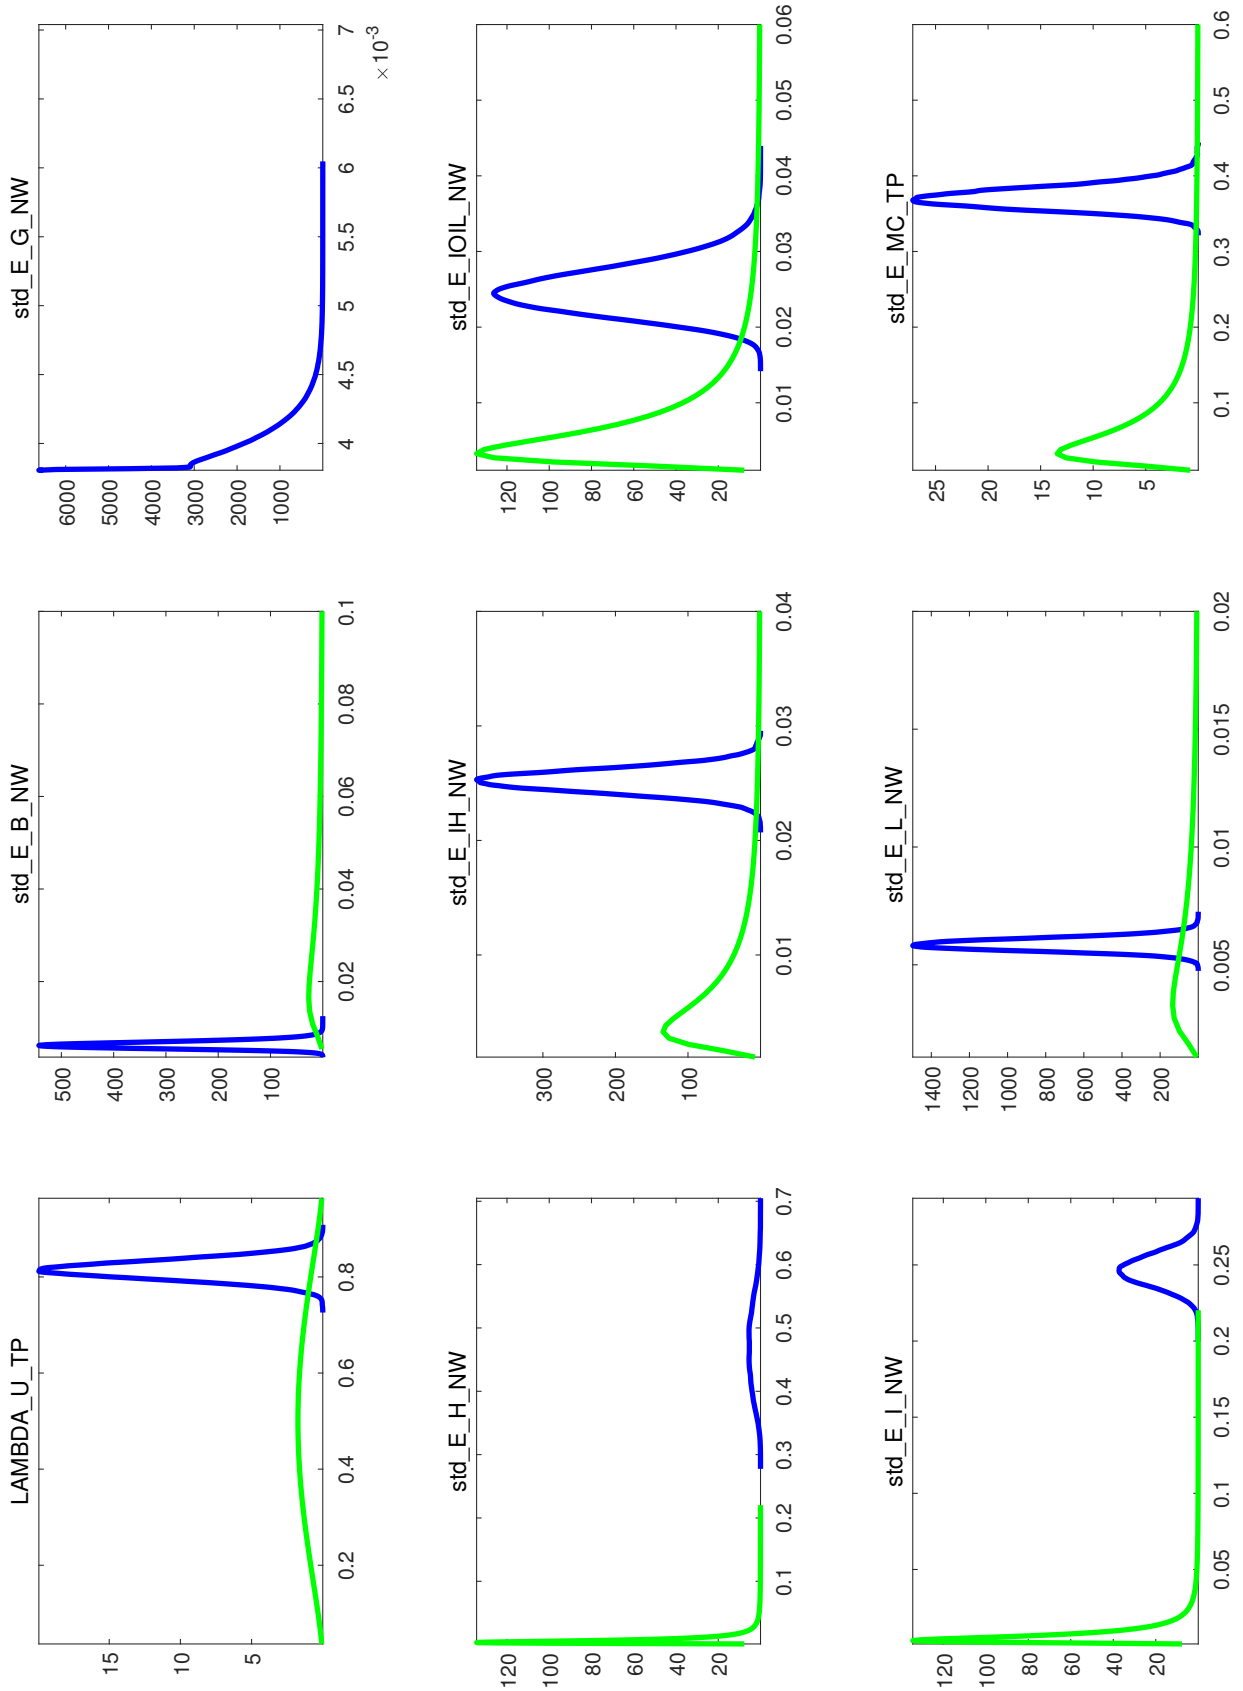 LAMBDA_U_TP
15
10
5
0.2 0.4 0.6 0.8
std_E_B_NW
500
400
300
200
100
0.02 0.04 0.06 0.08 0.1
std_E_G_NW
6000
5000
4000
3000
2000
1000
4 4.5 5 5.5 6 6.5 7
×10-3
std_E_H_NW
120
100
80
60
40
20
0.1 0.2 0.3 0.4 0.5 0.6 0.7
std_E_IH_NW
300
200
100
0.01 0.02 0.03 0.04
std_E_IOIL_NW
120
100
80
60
40
20
0.01 0.02 0.03 0.04 0.05 0.06
std_E_I_NW
120
100
80
60
40
20
0.05 0.1 0.15 0.2 0.25
std_E_L_NW
1400
1200
1000
800
600
400
200
0.005 0.01 0.015 0.02
std_E_MC_TP
25
20
15
10
5
0.1 0.2 0.3 0.4 0.5 0.6